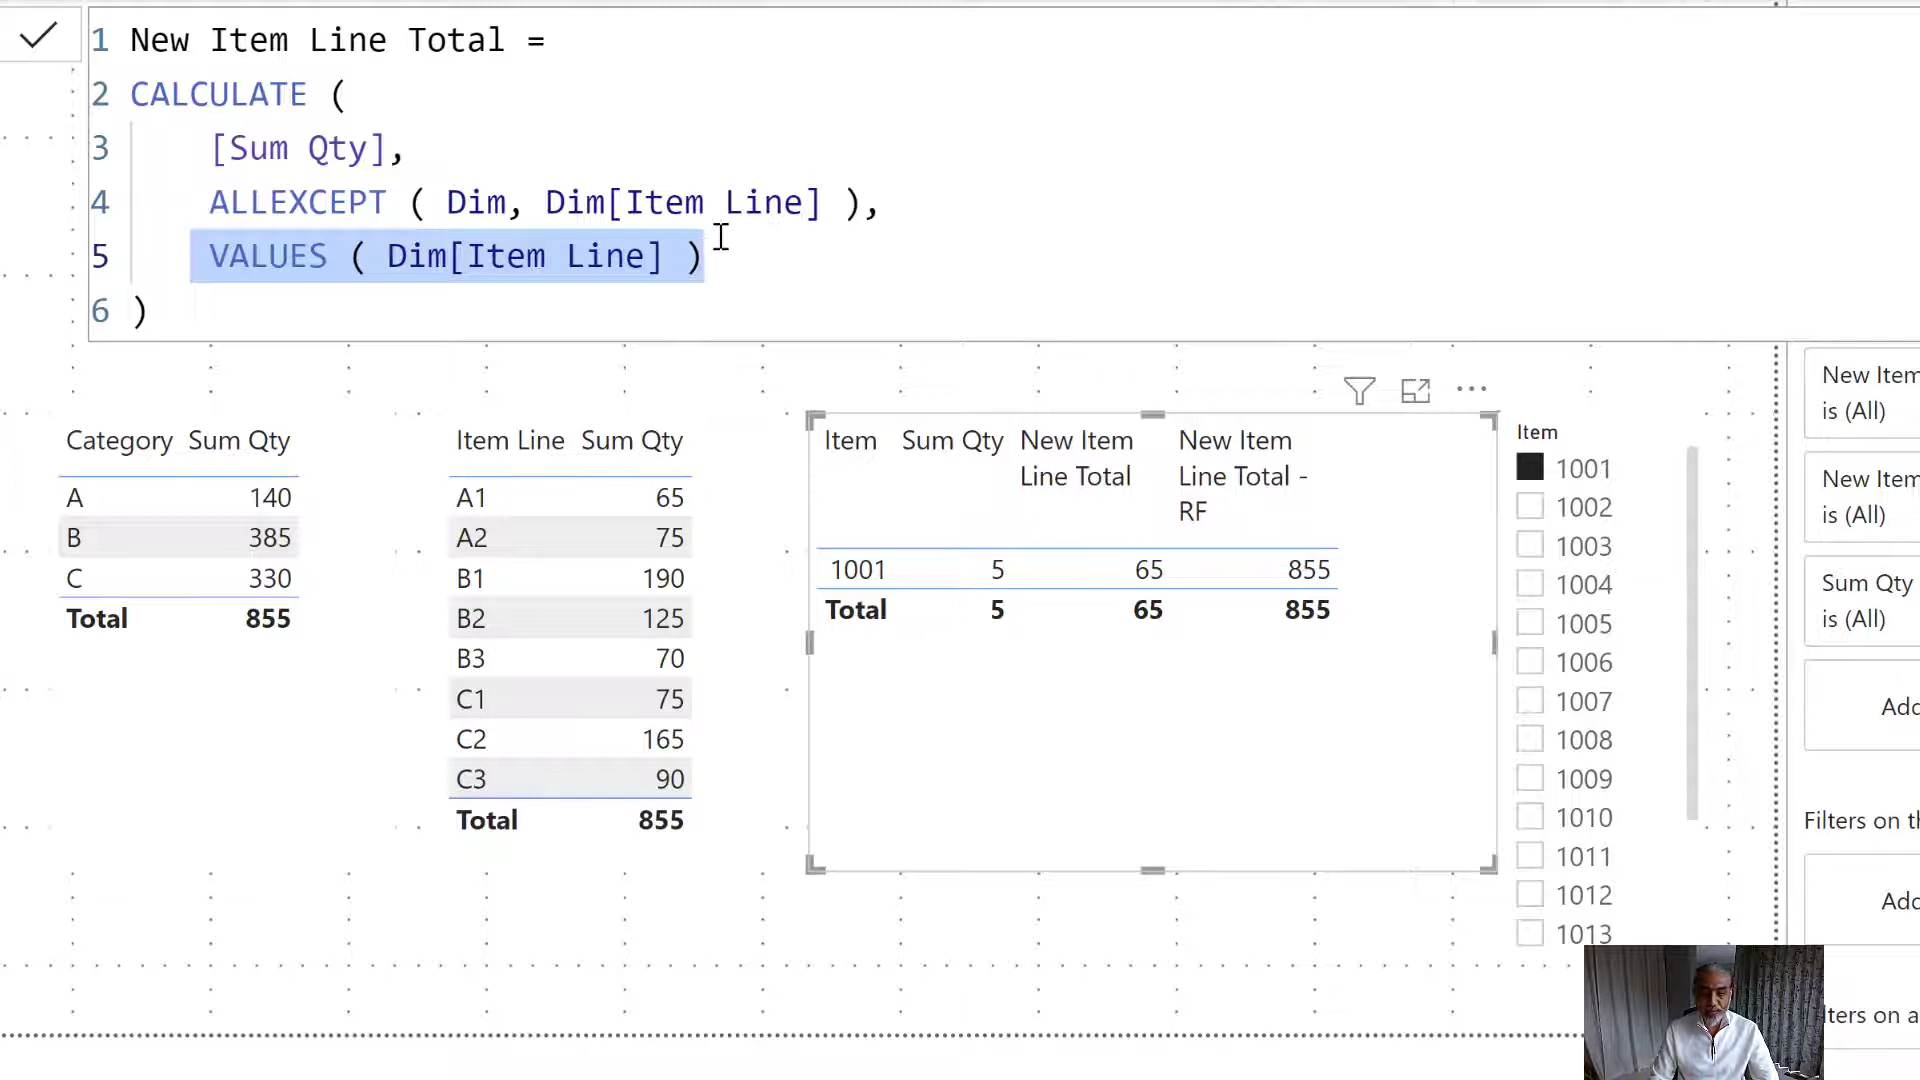 1 New Item Line Total =
2 CALCULATE (
3 [Sum Qty],
4 ALLEXCEPT ( Dim, Dim[Item Line] ),
5 VALUES ( Dim[Item Line] )
6 )
Category Sum Qty
A 140
B 385
C 330
Total 855
Item Line Sum Qty
A1 65
A2 75
B1 190
B2 125
B3 70
C1 75
C2 165
C3 90
Total 855
Item Sum Qty New Item Line Total New Item Line Total - RF
1001 5 65 855
Total 5 65 855
Item
1001
1002
1003
1004
1005
1006
1007
1008
1009
1010
1011
1012
1013
New Item
is (All)
New Item
is (All)
Sum Qty
is (All)
Add
Filters on th
Add
lters on a